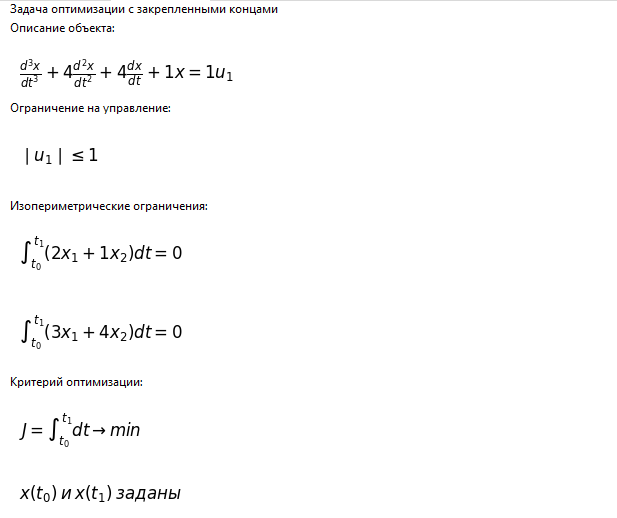 Задача оптимизации с закрепленными концами
Описание объекта:
\frac{d^3x}{dt^3} + 4\frac{d^2x}{dt^2} + 4\frac{dx}{dt} + 1x = 1u_1
Ограничение на управление:
| u_1 | ≤ 1
Изопериметрические ограничения:
\int_{t_0}^{t_1}(2x_1 + 1x_2)dt = 0
\int_{t_0}^{t_1}(3x_1 + 4x_2)dt = 0
Критерий оптимизации:
J = \int_{t_0}^{t_1} dt → min
x(t_0) и x(t_1) заданы